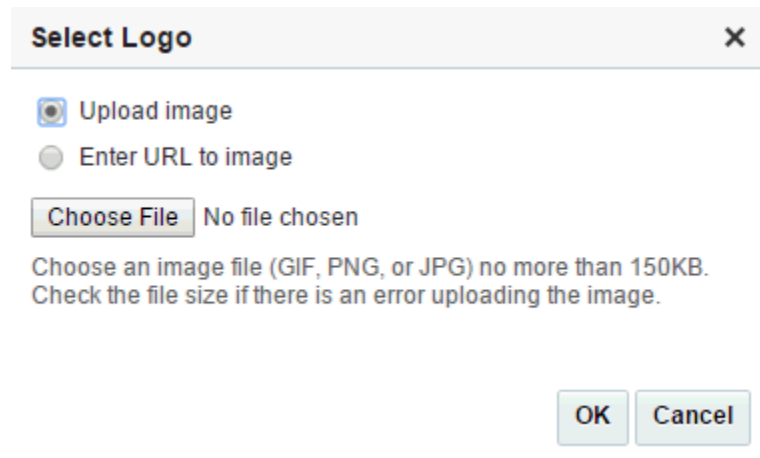 Select Logo
Upload image
Enter URL to image
Choose File No file chosen
Choose an image file (GIF, PNG, or JPG) no more than 150KB.
Check the file size if there is an error uploading the image.
OK Cancel